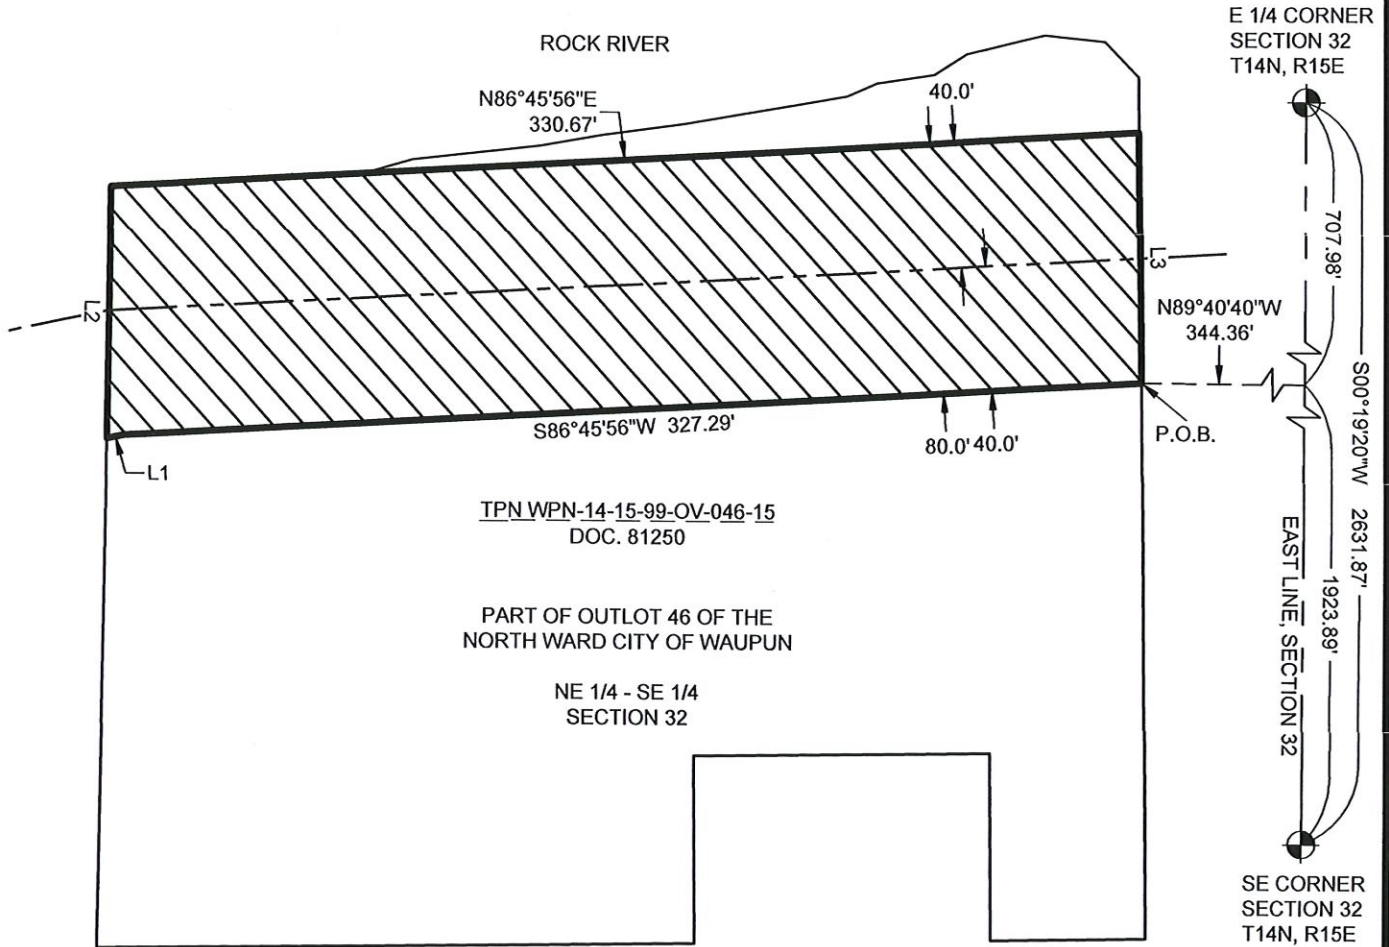 E 1/4 CORNER
SECTION 32
T14N, R15E
ROCK RIVER
N86°45'56"E
330.67'
40.0'
707.98'
L3
L2
N89°40'40"W
344.36'
S00°19'20"W 2631.87'
P.O.B.
S86°45'56"W 327.29'
80.0' 40.0'
L1
TPN WPN-14-15-99-OV-046-15
DOC. 81250
EAST LINE, SECTION 32
1923.89'
PART OF OUTLOT 46 OF THE
NORTH WARD CITY OF WAUPUN
NE 1/4 - SE 1/4
SECTION 32
SE CORNER
SECTION 32
T14N, R15E